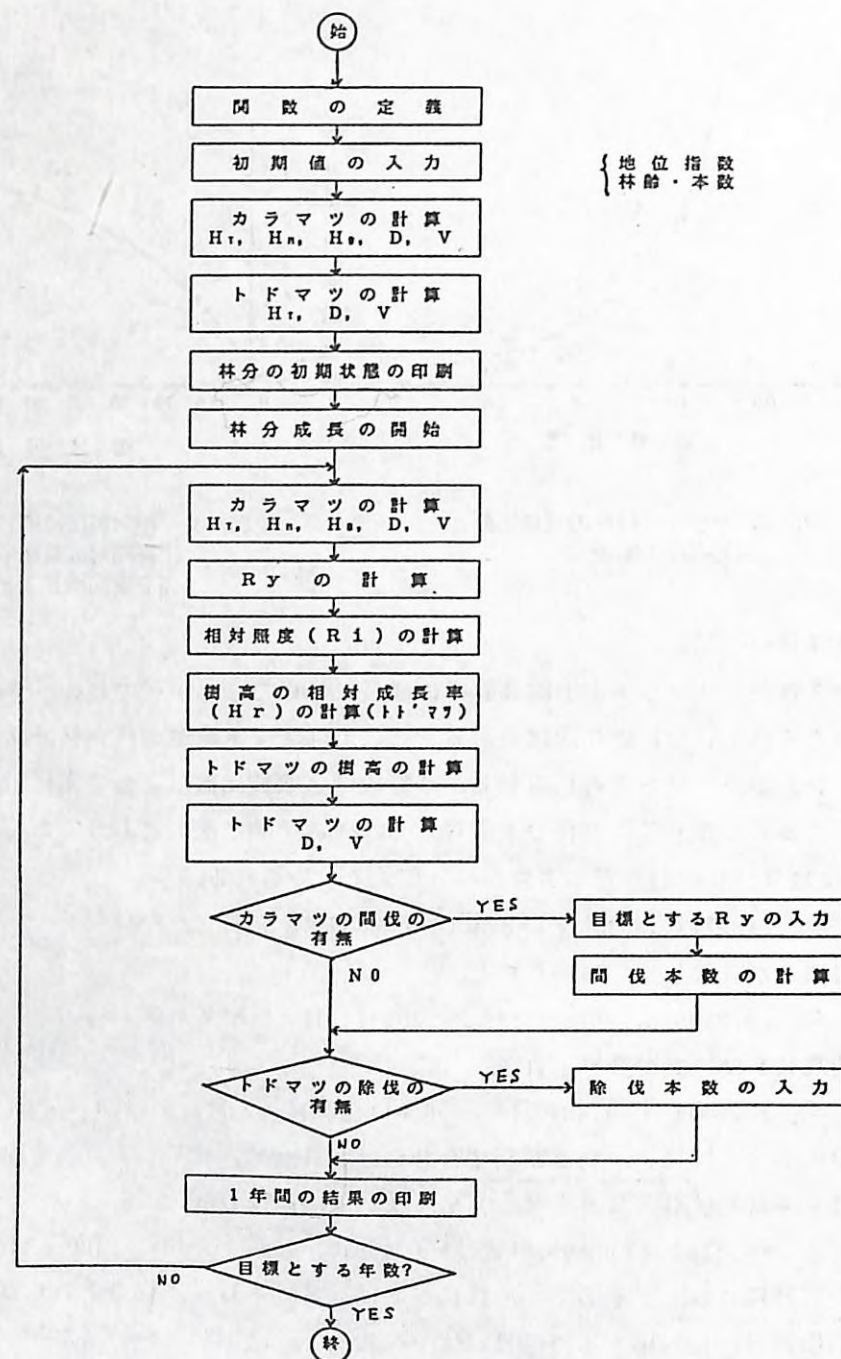 始
関数の定義
初期値の入力
地位指数
林齢・本数
カラマツの計算
HT, Hn, HB, D, V
トドマツの計算
HT, D, V
林分の初期状態の印刷
林分成長の開始
カラマツの計算
HT, Hn, HB, D, V
Ryの計算
相対照度(Ri)の計算
樹高の相対成長率
(Hr)の計算(トドマツ)
トドマツの樹高の計算
トドマツの計算
D, V
カラマツの間伐の
有無
YES
目標とするRyの入力
NO
間伐本数の計算
トドマツの除伐の
有無
YES
除伐本数の入力
NO
1年間の結果の印刷
目標とする年数?
NO
YES
終